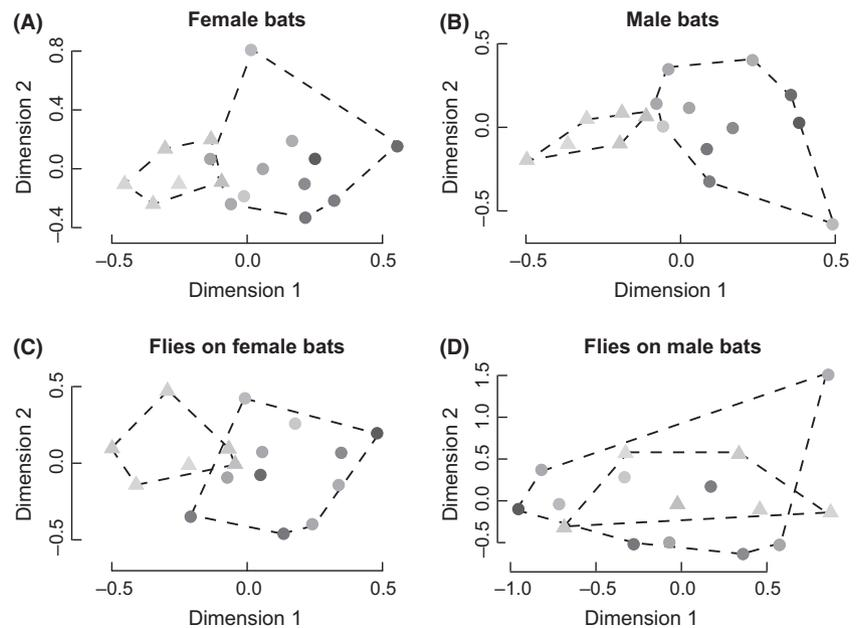 (A) Female bats
Dimension 2
0.8
0.4
0.0
−0.4
−0.5 0.0 0.5
Dimension 1
(B) Male bats
Dimension 2
0.5
0.0
−0.5
−0.5 0.0 0.5
Dimension 1
(C) Flies on female bats
Dimension 2
0.5
0.0
−0.5
−0.5 0.0 0.5
Dimension 1
(D) Flies on male bats
Dimension 2
1.5
1.0
0.5
0.0
−0.5
−1.0 −0.5 0.0 0.5
Dimension 1